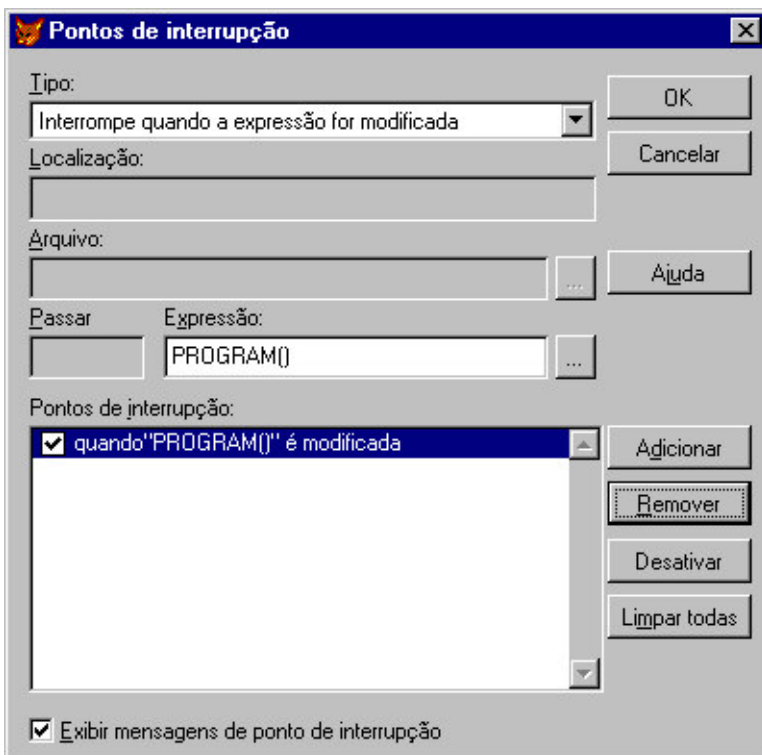 Pontos de interrupção
Tipo:
Interrompe quando a expressão for modificada
OK
Localização:
Cancelar
Arquivo:
...
Ajuda
Passar
Expressão:
PROGRAM()
...
Pontos de interrupção:
quando"PROGRAM()" é modificada
Adicionar
Remover
Desativar
Limpar todas
Exibir mensagens de ponto de interrupção